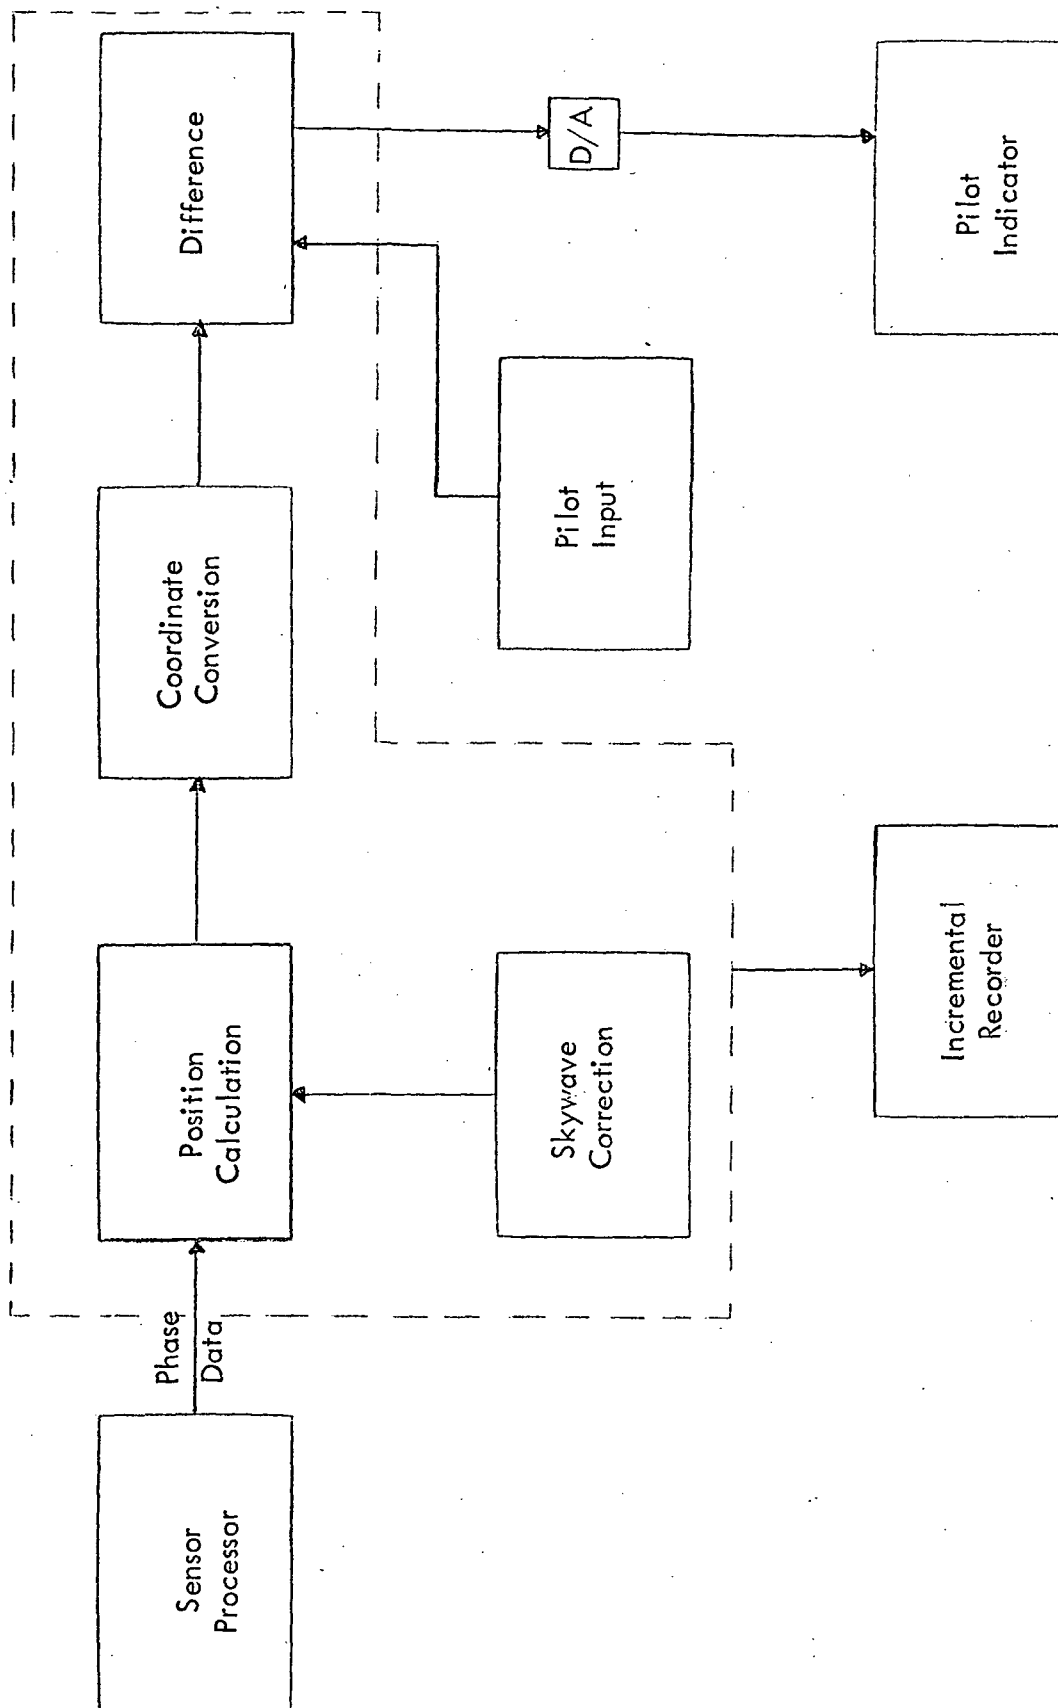 Sensor
Processor
Phase
Data
Position
Calculation
Coordinate
Conversion
Difference
Skywave
Correction
Pilot
Input
D/A
Incremental
Recorder
Pilot
Indicator